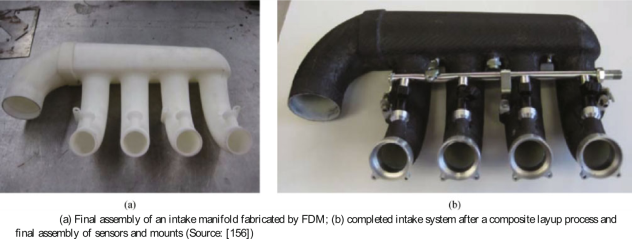 (a)
(b)
(a) Final assembly of an intake manifold fabricated by FDM; (b) completed intake system after a composite layup process and
final assembly of sensors and mounts (Source: [156])